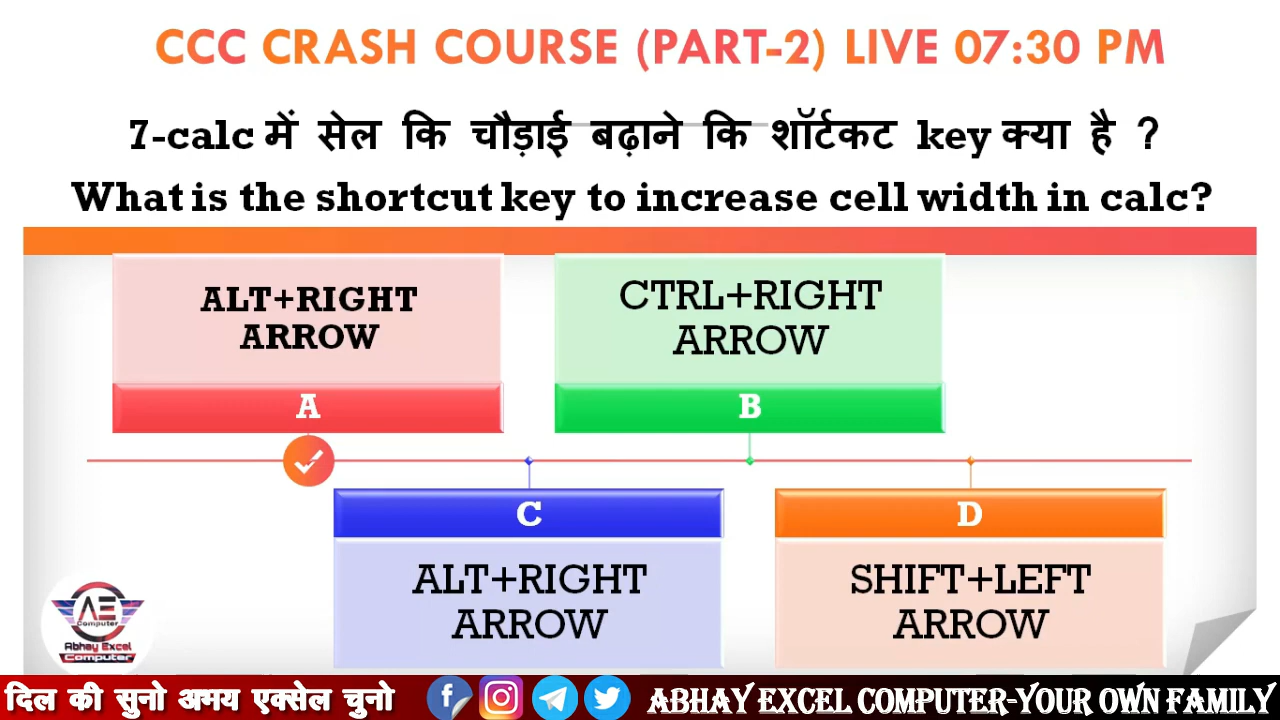 CCC CRASH COURSE (PART-2) LIVE 07:30 PM
7-calc में सेल कि चौड़ाई बढ़ाने कि शॉर्टकट key क्या है ?
What is the shortcut key to increase cell width in calc?
ALT+RIGHT
ARROW
A
CTRL+RIGHT
ARROW
B
C
ALT+RIGHT
ARROW
D
SHIFT+LEFT
ARROW
AE
Computer
Abhay Excel
Computer
दिल की सुनो अभय एक्सेल चुनो
ABHAY EXCEL COMPUTER-YOUR OWN FAMILY